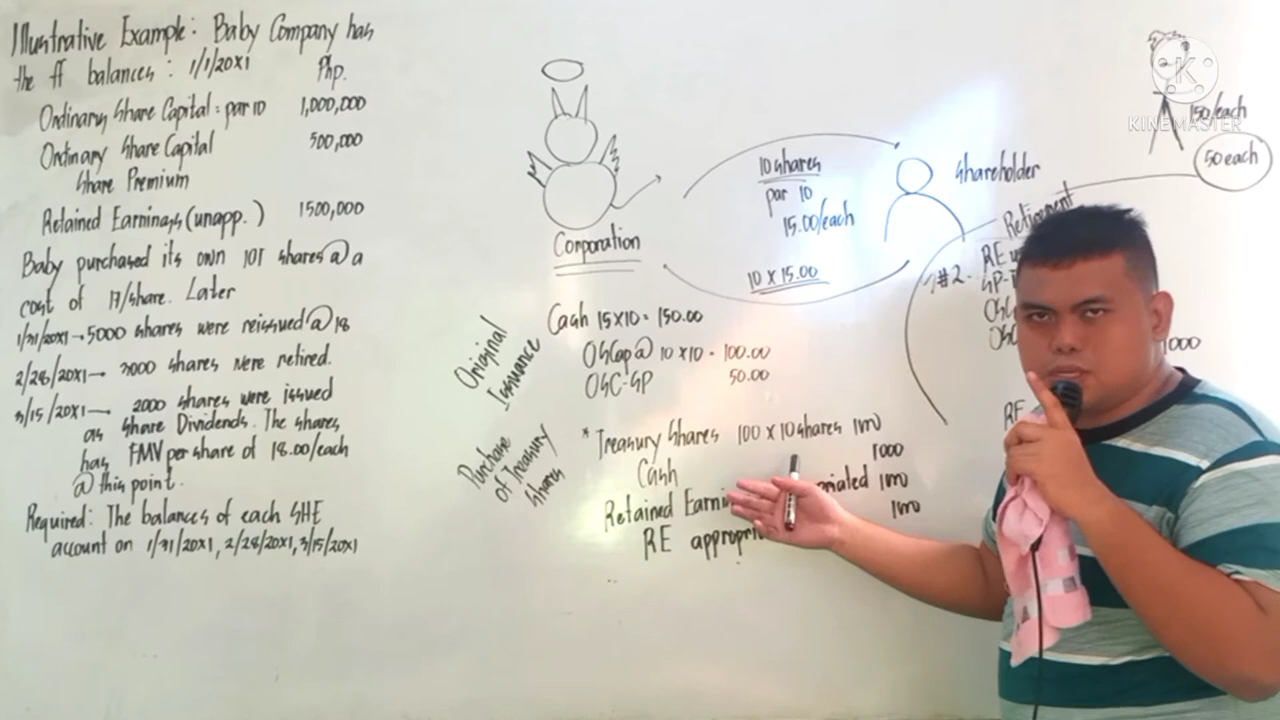 Illustrative Example: Baby Company has
the ff balances: 1/1/20x1 Php.
Ordinary Share Capital = par 10 1,000,000
Ordinary Share Capital 500,000
Share Premium
Retained Earnings (unapp.) 1500,000
Baby purchased its own 10T shares @ a
cost of 17/share. Later
1/31/20x1 → 5000 shares were reissued @ 18
2/28/20x1 → 3000 shares were retired.
3/15/20x1 → 2000 shares were issued
as Share Dividends. The shares
has FMV per share of 18.00/each
@ this point.
Required: The balances of each SHE
account on 1/31/20x1, 2/28/20x1, 3/15/20x1
Corporation
10 shares
par 10
15.00/each
10 x 15.00
Shareholder
150/each
50 each
KINEMASTER
K
Original
Issuance
Cash 15x10 = 150.00
OSCap @ 10 x 10 = 100.00
OSC-SP 50.00
Purchase
of Treasury
Shares
* Treasury Shares 100 x 10 shares 1000
Cash 1000
Retained Earnin
riated 1000
RE appropri
1000
Retirement
#2 - RE
SP-
OSC
1000
RE